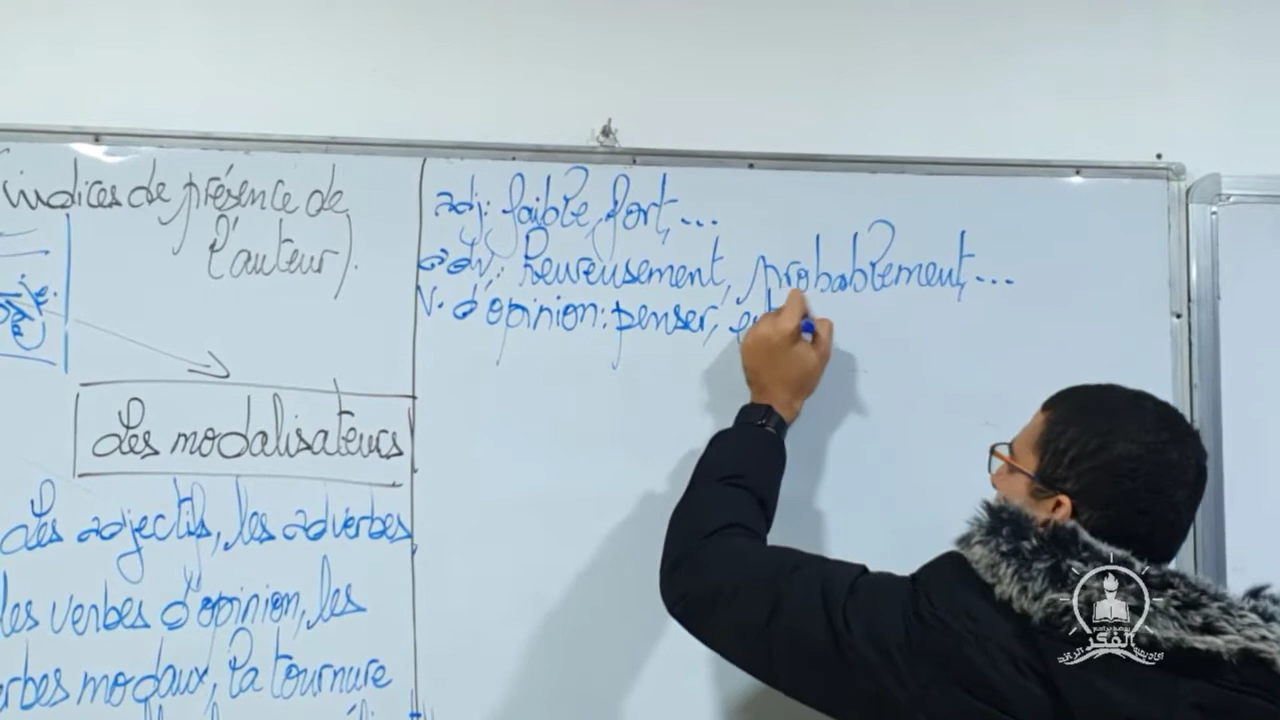 indices de présence de
l'auteur).
Les modalisateurs
Les adjectifs, les adverbes,
les verbes d'opinion, les
verbes modaux, la tournure
adj: faible, fort, ...
adv: heureusement, probablement, ...
V. d'opinion: penser,
الفكر